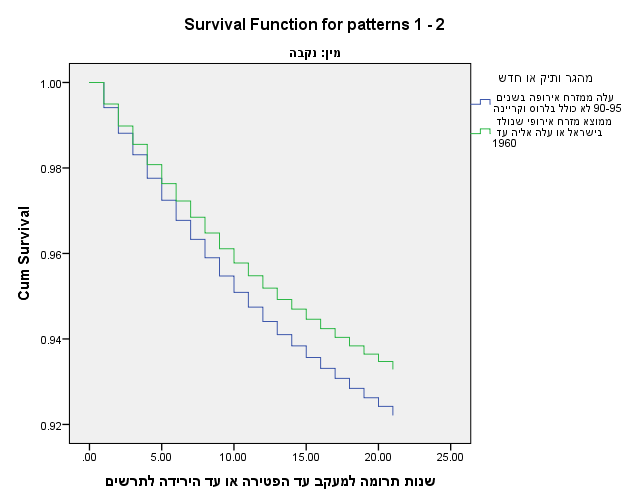 Survival Function for patterns 1 - 2
מין: נקבה
מהגר ותיק או חדש
עלה ממזרח אירופה בשנים
90-95 לא כולל בלרוס וקריינה
ממוצא מזרח אירופי שנולד
בישראל או עלה אליה עד
1960
Cum Survival
1.00
0.98
0.96
0.94
0.92
.00 5.00 10.00 15.00 20.00 25.00
שנות תרומה למעקב עד הפטירה או עד הירידה לתרשים